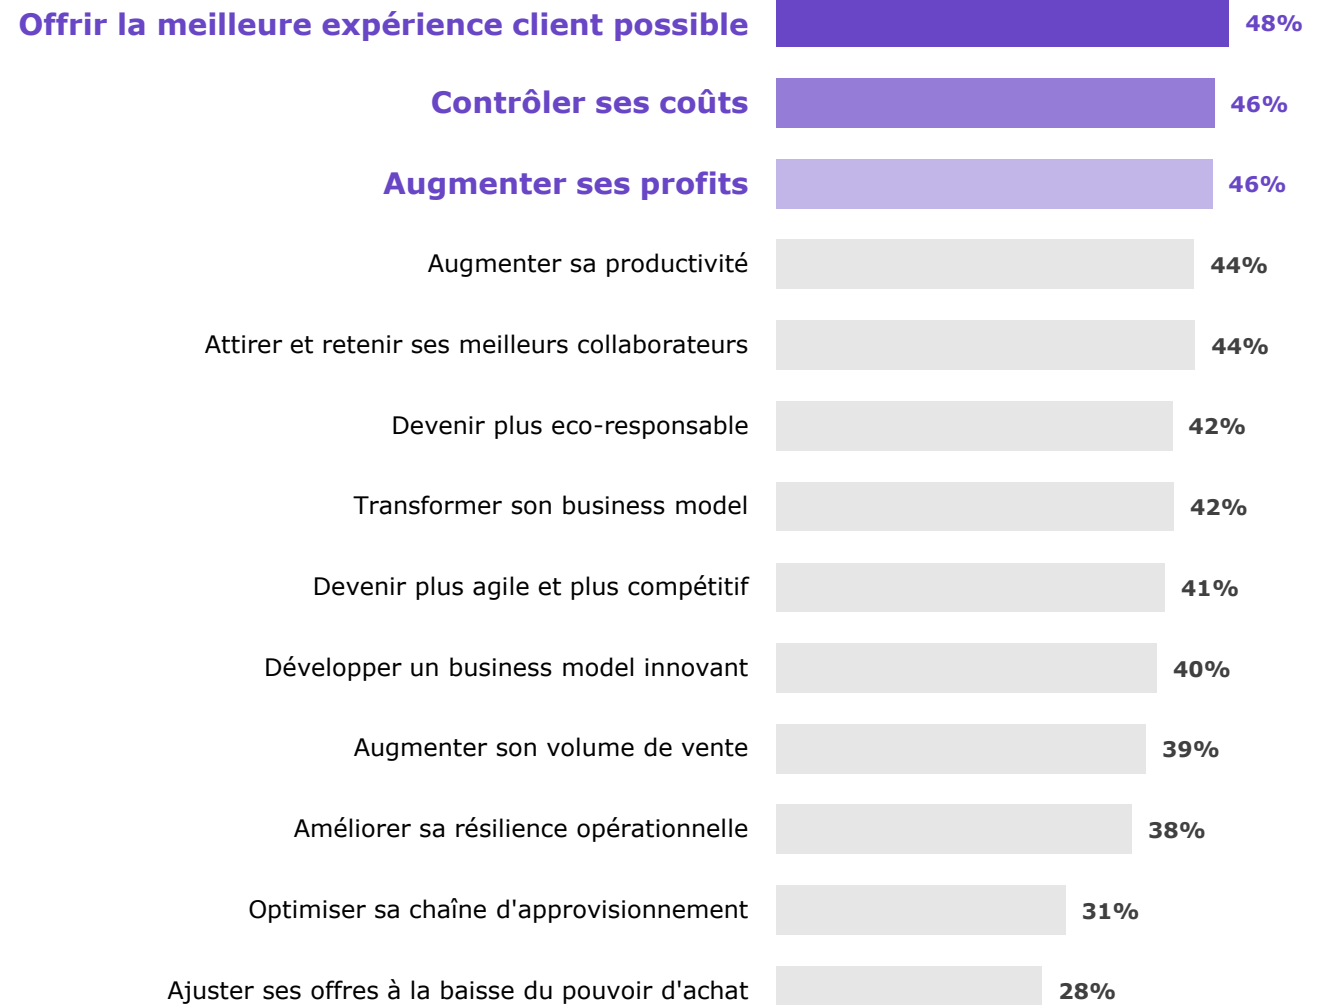 Offrir la meilleure expérience client possible 48%
Contrôler ses coûts 46%
Augmenter ses profits 46%
Augmenter sa productivité 44%
Attirer et retenir ses meilleurs collaborateurs 44%
Devenir plus eco-responsable 42%
Transformer son business model 42%
Devenir plus agile et plus compétitif 41%
Développer un business model innovant 40%
Augmenter son volume de vente 39%
Améliorer sa résilience opérationnelle 38%
Optimiser sa chaîne d'approvisionnement 31%
Ajuster ses offres à la baisse du pouvoir d'achat 28%